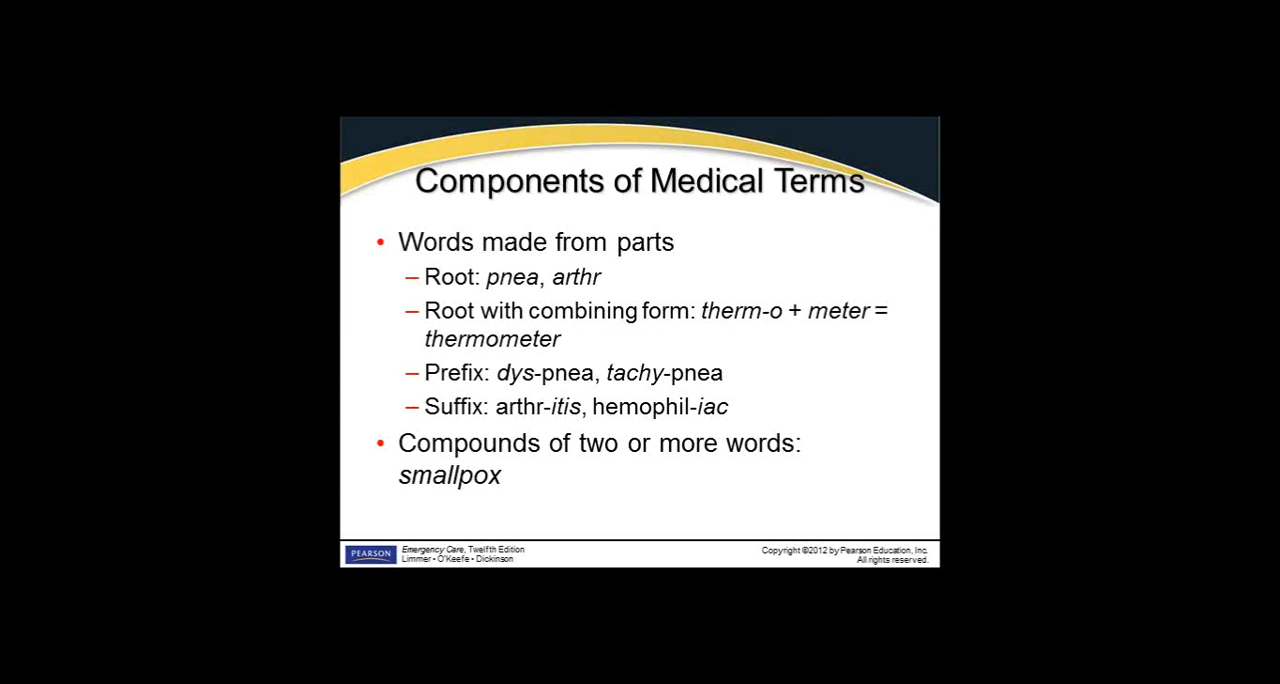 Components of Medical Terms
• Words made from parts
– Root: pnea, arthr
– Root with combining form: therm-o + meter =
thermometer
– Prefix: dys-pnea, tachy-pnea
– Suffix: arthr-itis, hemophil-iac
• Compounds of two or more words:
smallpox
PEARSON
Emergency Care, Twelfth Edition
Limmer • O'Keefe • Dickinson
Copyright ©2012 by Pearson Education, Inc.
All rights reserved.